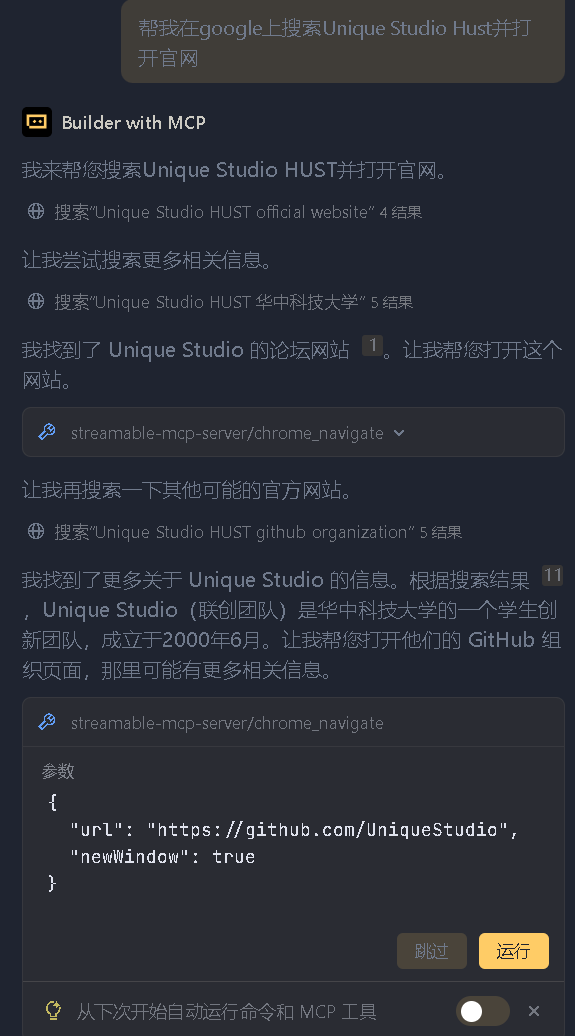 帮我在google上搜索Unique Studio Hust并打
开官网
Builder with MCP
我来帮您搜索Unique Studio HUST并打开官网。
搜索“Unique Studio HUST official website” 4 结果
让我尝试搜索更多相关信息。
搜索“Unique Studio HUST 华中科技大学” 5 结果
我找到了 Unique Studio 的论坛网站 1。让我帮您打开这个
网站。
streamable-mcp-server/chrome_navigate
让我再搜索一下其他可能的官方网站。
搜索“Unique Studio HUST github organization” 5 结果
我找到了更多关于 Unique Studio 的信息。根据搜索结果 11
，Unique Studio（联创团队）是华中科技大学的一个学生创
新团队，成立于2000年6月。让我帮您打开他们的 GitHub 组
织页面，那里可能有更多相关信息。
streamable-mcp-server/chrome_navigate
参数
{
"url": "https://github.com/UniqueStudio",
"newWindow": true
}
跳过 运行
从下次开始自动运行命令和 MCP 工具